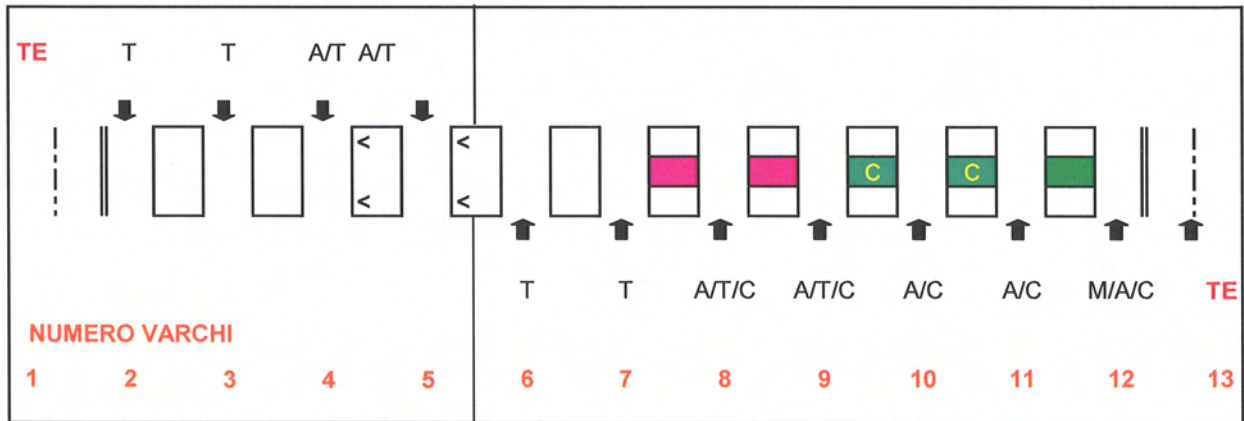 TE T T A/T A/T
< <
C C
< <
T T A/T/C A/T/C A/C A/C M/A/C TE
NUMERO VARCHI
1 2 3 4 5 6 7 8 9 10 11 12 13